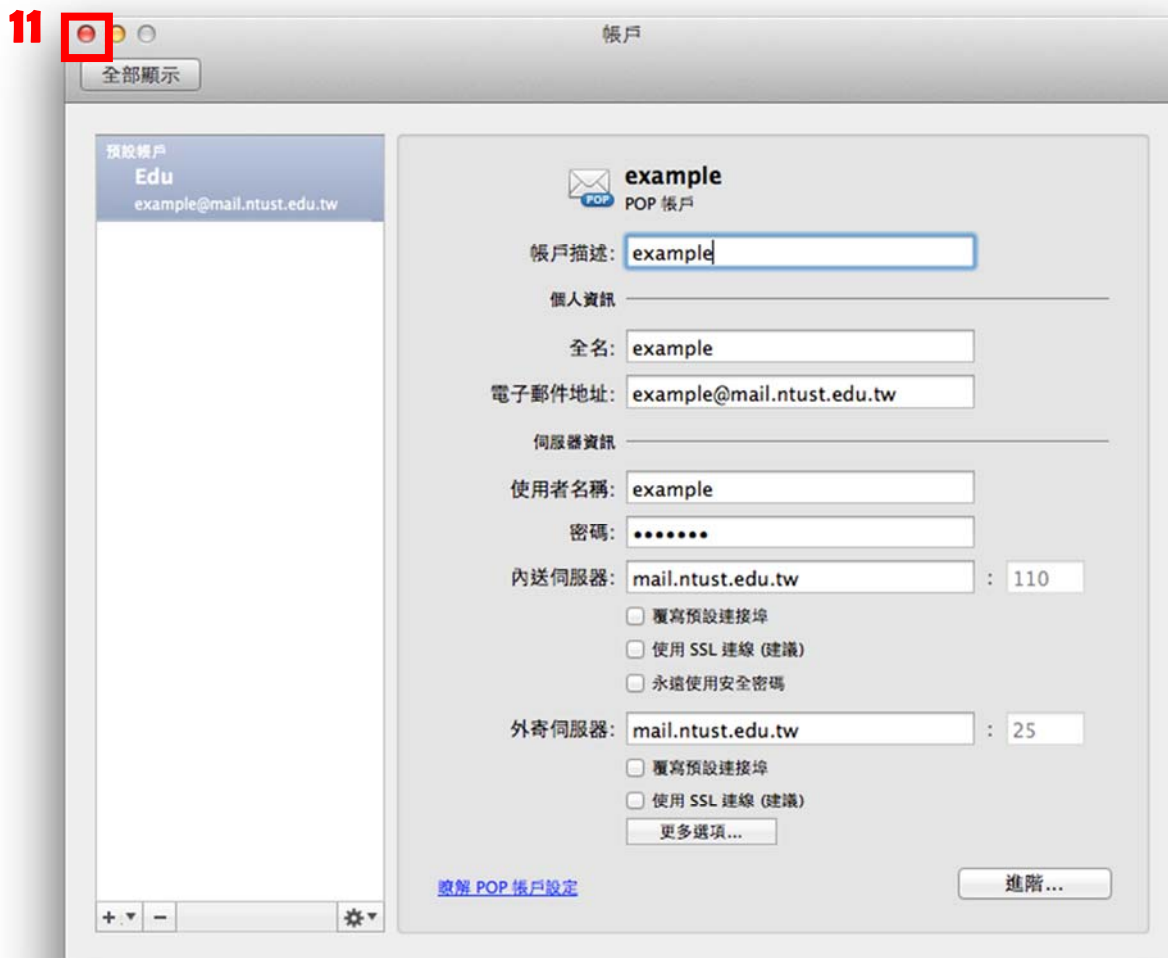 11
帳戶
全部顯示
預設帳戶
Edu
example@mail.ntust.edu.tw
example
POP
POP 帳戶
帳戶描述: example
個人資訊
全名: example
電子郵件地址: example@mail.ntust.edu.tw
伺服器資訊
使用者名稱: example
密碼: •••••••
內送伺服器: mail.ntust.edu.tw : 110
覆寫預設連接埠
使用 SSL 連線 (建議)
永遠使用安全密碼
外寄伺服器: mail.ntust.edu.tw : 25
覆寫預設連接埠
使用 SSL 連線 (建議)
更多選項...
瞭解 POP 帳戶設定
進階...